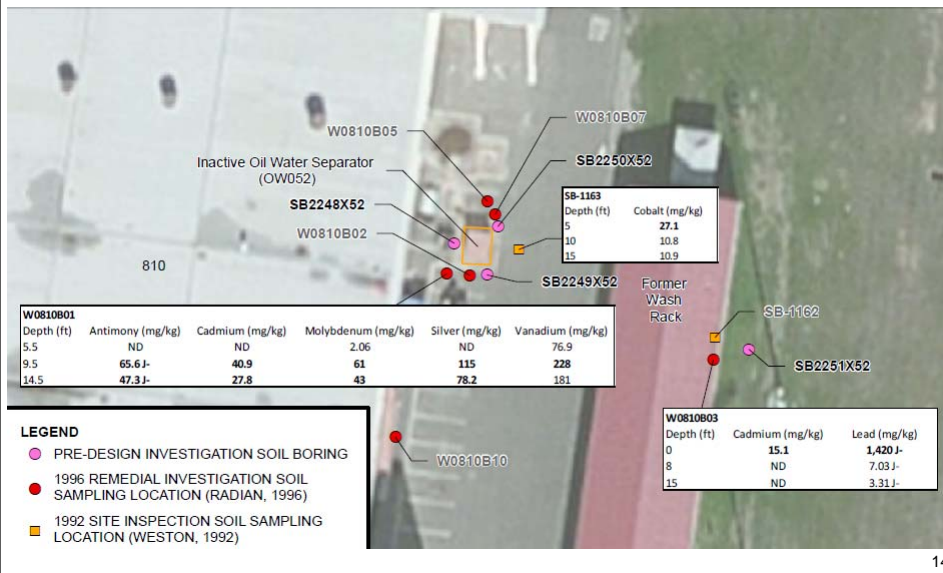 W0810B05
W0810B07
Inactive Oil Water Separator
(OW052)
SB2250X52
SB2248X52
W0810B02
SB-1163
Depth (ft) Cobalt (mg/kg)
5 27.1
10 10.8
15 10.9
810
SB2249X52
Former
Wash
Rack
SB-1162
SB2251X52
W0810B01
Depth (ft) Antimony (mg/kg) Cadmium (mg/kg) Molybdenum (mg/kg) Silver (mg/kg) Vanadium (mg/kg)
5.5 ND ND 2.06 ND 76.9
9.5 65.6 J- 40.9 61 115 228
14.5 47.3 J- 27.8 43 78.2 181
W0810B03
Depth (ft) Cadmium (mg/kg) Lead (mg/kg)
0 15.1 1,420 J-
8 ND 7.03 J-
15 ND 3.31 J-
W0810B10
LEGEND
PRE-DESIGN INVESTIGATION SOIL BORING
1996 REMEDIAL INVESTIGATION SOIL
SAMPLING LOCATION (RADIAN, 1996)
1992 SITE INSPECTION SOIL SAMPLING
LOCATION (WESTON, 1992)